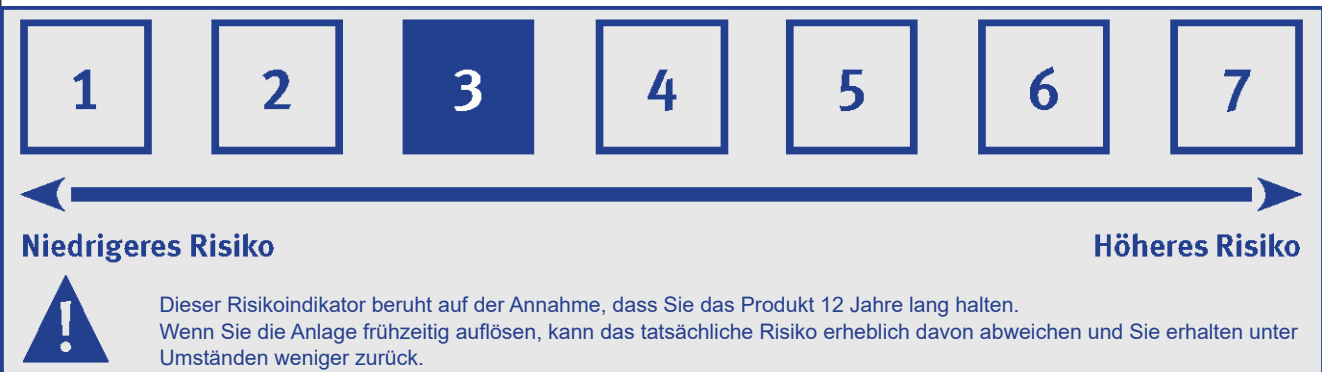 1 2 3 4 5 6 7
Niedrigeres Risiko Höheres Risiko
!
Dieser Risikoindikator beruht auf der Annahme, dass Sie das Produkt 12 Jahre lang halten.
Wenn Sie die Anlage frühzeitig auflösen, kann das tatsächliche Risiko erheblich davon abweichen und Sie erhalten unter
Umständen weniger zurück.